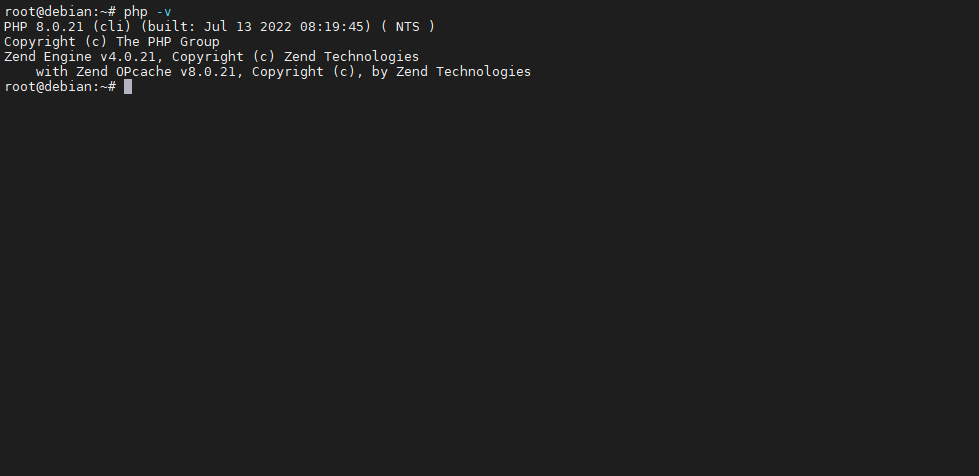 root@debian:~# php -v
PHP 8.0.21 (cli) (built: Jul 13 2022 08:19:45) ( NTS )
Copyright (c) The PHP Group
Zend Engine v4.0.21, Copyright (c) Zend Technologies
    with Zend OPcache v8.0.21, Copyright (c), by Zend Technologies
root@debian:~#